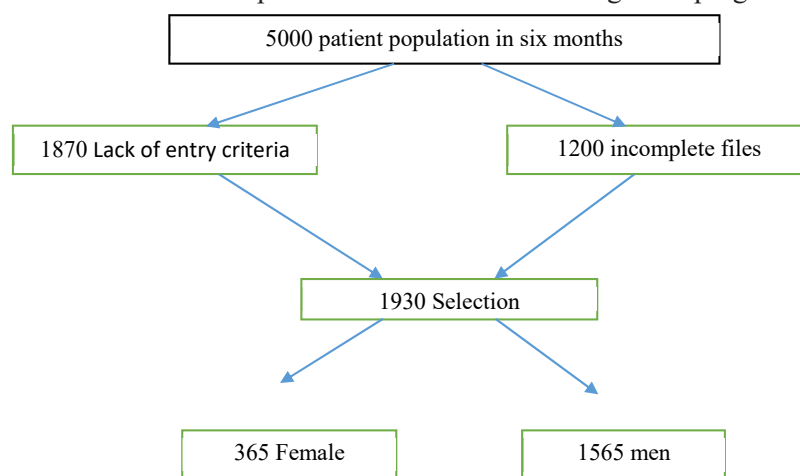 5000 patient population in six months
1870 Lack of entry criteria
1200 incomplete files
1930 Selection
365 Female
1565 men